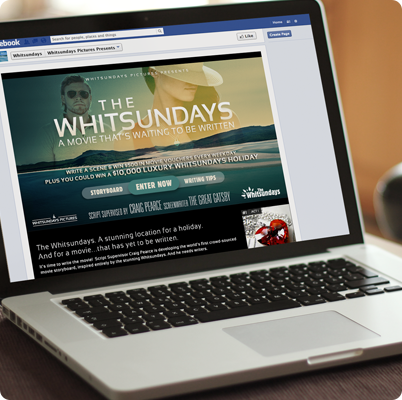 cebook
Search for people, places and things
Home
Whitsundays
Whitsundays Pictures Presents
Like
Create Page
WHITSUNDAYS PICTURES PRESENTS
THE
WHITSUNDAYS
A MOVIE THAT'S WAITING TO BE WRITTEN
WRITE A SCENE & WIN $500 IN MOVIE VOUCHERS EVERY WEEKDAY.
PLUS YOU COULD WIN A $10,000 LUXURY WHITSUNDAYS HOLIDAY
STORYBOARD
ENTER NOW
WRITING TIPS
WHITSUNDAYS PICTURES
SCRIPT SUPERVISED BY CRAIG PEARCE SCREENWRITER THE GREAT GATSBY
The Whitsundays
The Whitsundays. A stunning location for a holiday.
And for a movie...that has yet to be written.
It's time to write the movie! Script Supervisor Craig Pearce is developing the world's first crowd-sourced
movie storyboard, inspired entirely by the stunning Whitsundays. And he needs writers.